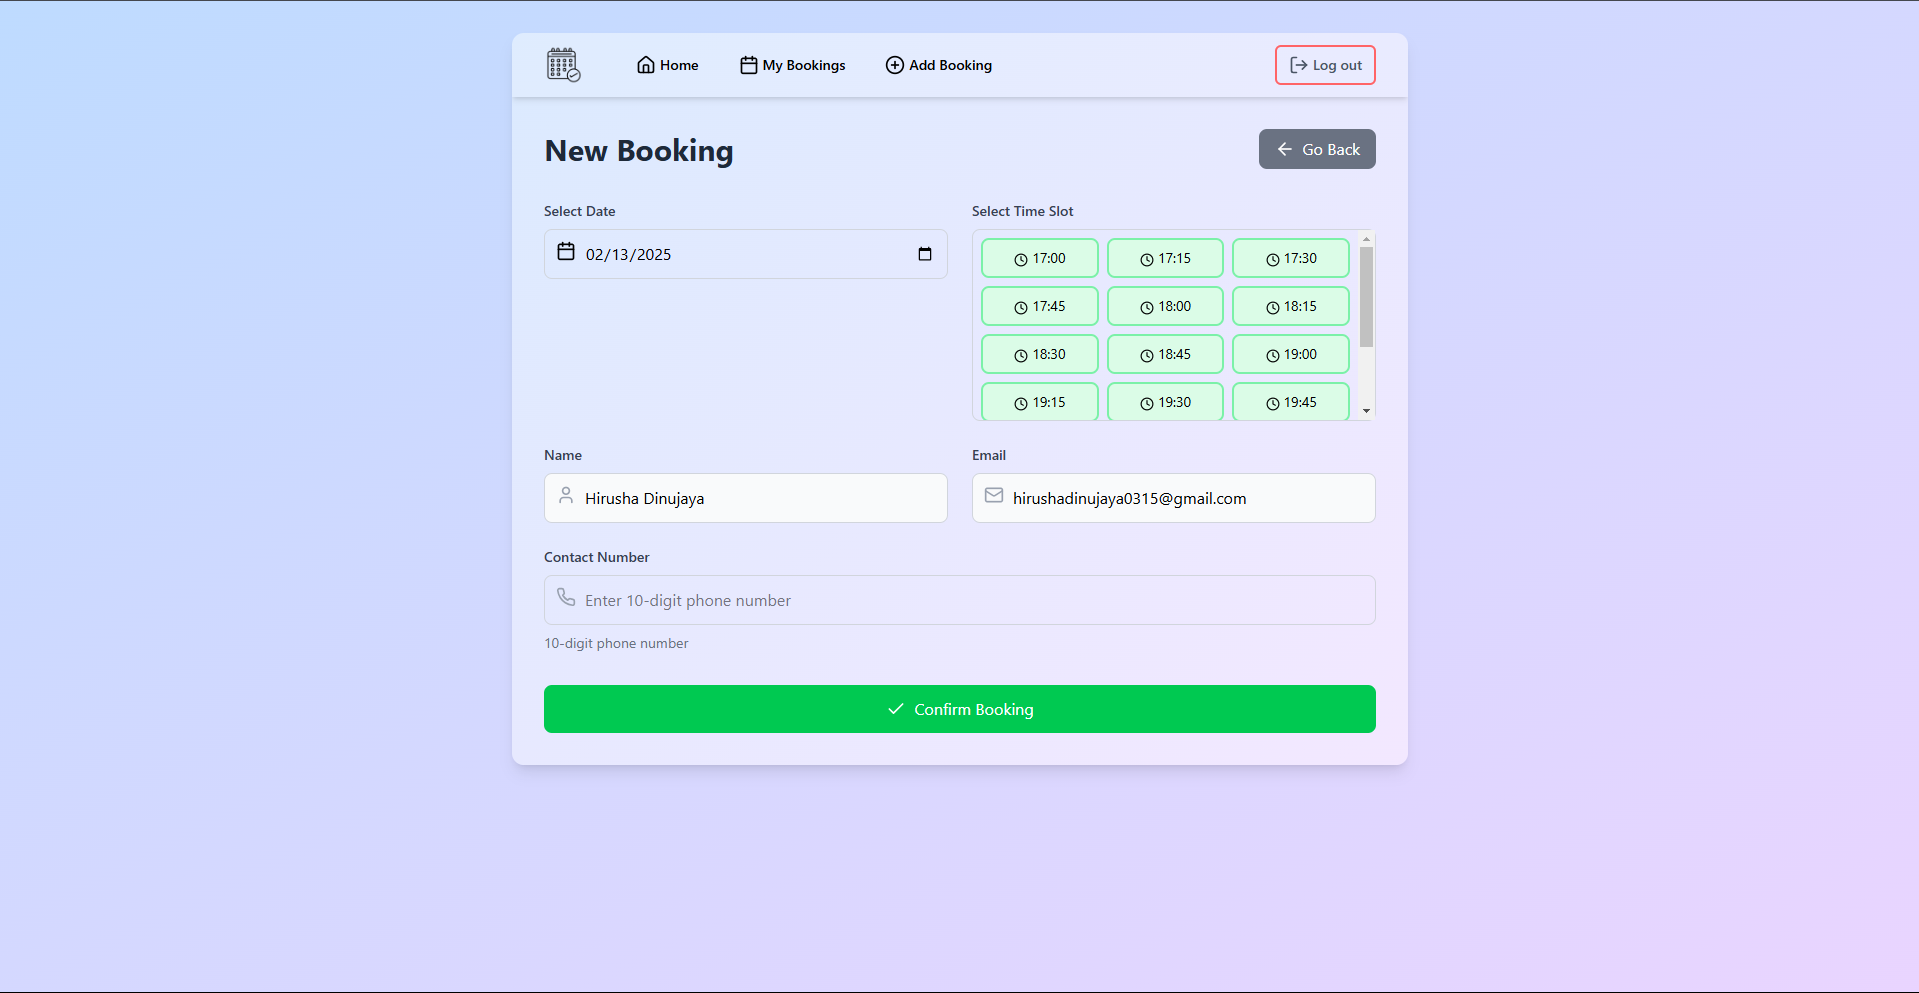 Home My Bookings Add Booking Log out
New Booking Go Back
Select Date
02/13/2025
Select Time Slot
17:00 17:15 17:30
17:45 18:00 18:15
18:30 18:45 19:00
19:15 19:30 19:45
Name
Hirusha Dinujaya
Email
hirushadinujaya0315@gmail.com
Contact Number
Enter 10-digit phone number
10-digit phone number
Confirm Booking